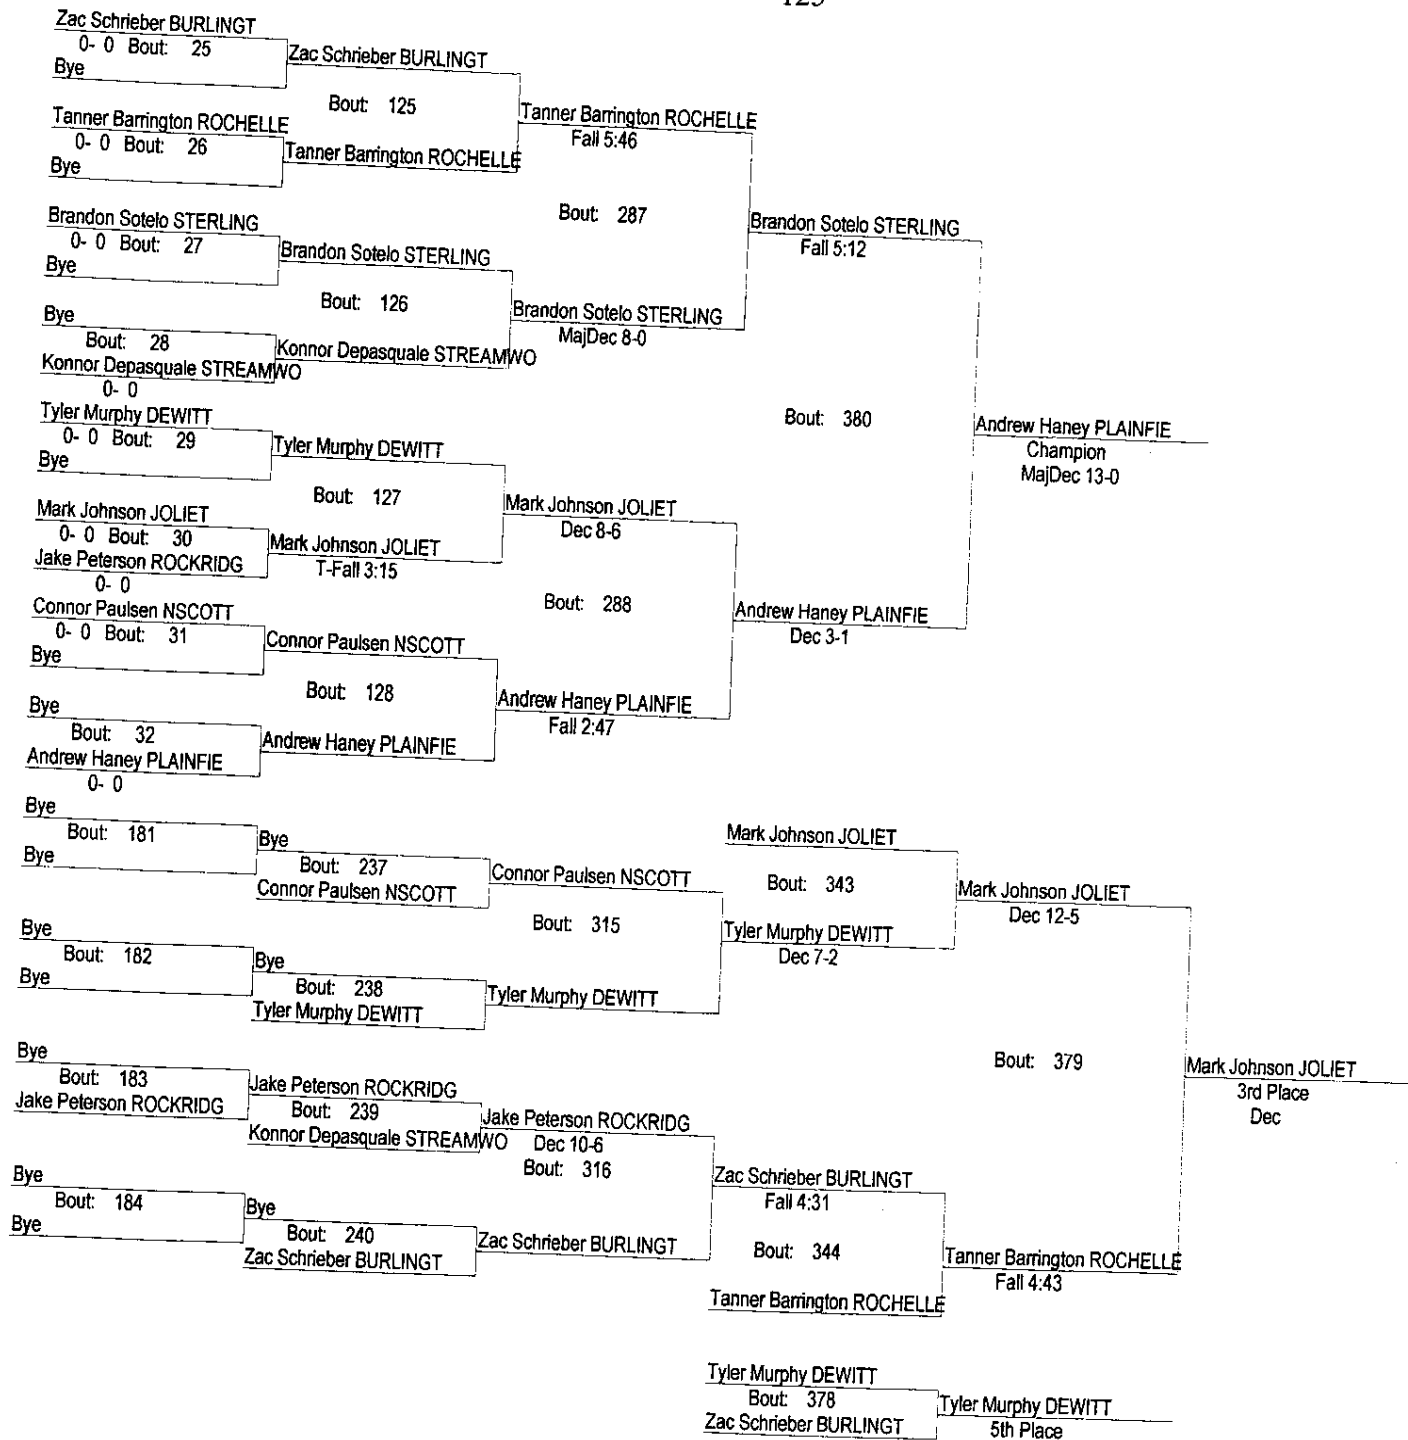 Zac Schrieber BURLINGT
0- 0 Bout: 25
Bye
Zac Schrieber BURLINGT
Bout: 125
Tanner Barrington ROCHELLE
0- 0 Bout: 26
Bye
Tanner Barrington ROCHELLE
Tanner Barrington ROCHELLE
Fall 5:46
Bout: 287
Brandon Sotelo STERLING
0- 0 Bout: 27
Bye
Brandon Sotelo STERLING
Bout: 126
Bye
Bout: 28
Konnor Depasquale STREAMWO
0- 0
Konnor Depasquale STREAMWO
Brandon Sotelo STERLING
MajDec 8-0
Brandon Sotelo STERLING
Fall 5:12
Bout: 380
Andrew Haney PLAINFIE
Champion
MajDec 13-0
Tyler Murphy DEWITT
0- 0 Bout: 29
Bye
Tyler Murphy DEWITT
Bout: 127
Mark Johnson JOLIET
0- 0 Bout: 30
Jake Peterson ROCKRIDG
0- 0
Mark Johnson JOLIET
T-Fall 3:15
Mark Johnson JOLIET
Dec 8-6
Bout: 288
Connor Paulsen NSCOTT
0- 0 Bout: 31
Bye
Connor Paulsen NSCOTT
Bout: 128
Bye
Bout: 32
Andrew Haney PLAINFIE
0- 0
Andrew Haney PLAINFIE
Andrew Haney PLAINFIE
Fall 2:47
Andrew Haney PLAINFIE
Dec 3-1
Bye
Bout: 181
Bye
Bye
Bout: 237
Connor Paulsen NSCOTT
Connor Paulsen NSCOTT
Bout: 315
Bye
Bout: 182
Bye
Bye
Bout: 238
Tyler Murphy DEWITT
Tyler Murphy DEWITT
Mark Johnson JOLIET
Bout: 343
Tyler Murphy DEWITT
Dec 7-2
Mark Johnson JOLIET
Dec 12-5
Bout: 379
Mark Johnson JOLIET
3rd Place
Dec
Bye
Bout: 183
Jake Peterson ROCKRIDG
Jake Peterson ROCKRIDG
Bout: 239
Konnor Depasquale STREAMWO
Jake Peterson ROCKRIDG
Dec 10-6
Bout: 316
Bye
Bout: 184
Bye
Bye
Bout: 240
Zac Schrieber BURLINGT
Zac Schrieber BURLINGT
Zac Schrieber BURLINGT
Fall 4:31
Bout: 344
Tanner Barrington ROCHELLE
Tanner Barrington ROCHELLE
Fall 4:43
Tyler Murphy DEWITT
Bout: 378
Zac Schrieber BURLINGT
Tyler Murphy DEWITT
5th Place